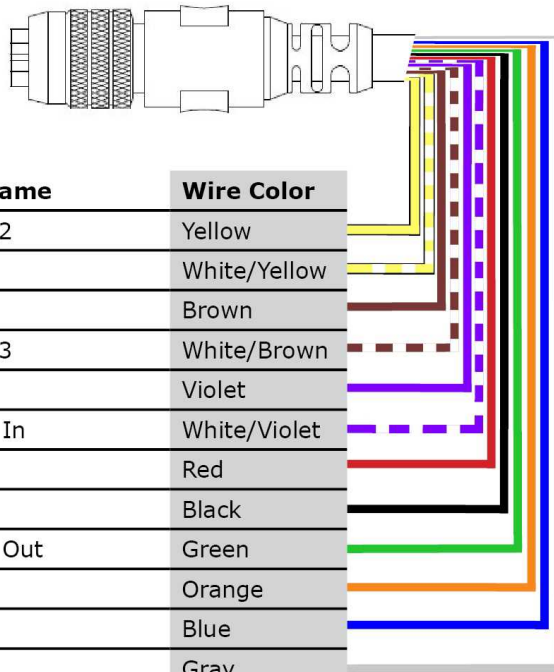 ame Wire Color
2 Yellow
White/Yellow
Brown
3 White/Brown
Violet
In White/Violet
Red
Black
Out Green
Orange
Blue
Gray